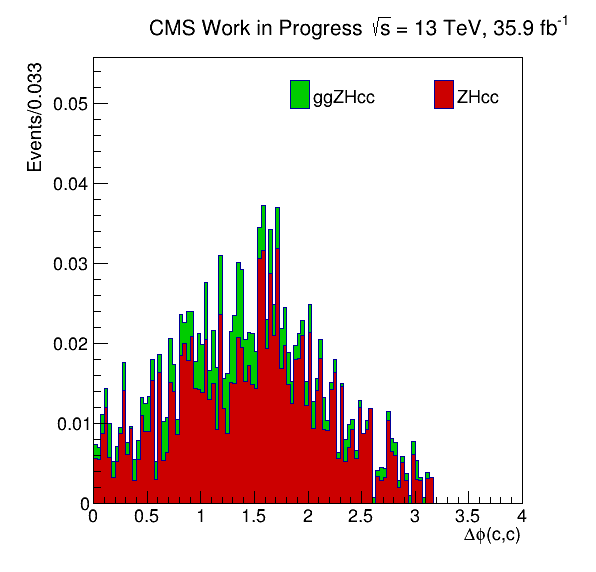 CMS Work in Progress √s = 13 TeV, 35.9 fb⁻¹
Events/0.033
ggZHcc ZHcc
0.05
0.04
0.03
0.02
0.01
0
0 0.5 1 1.5 2 2.5 3 3.5 4
Δϕ(c,c)